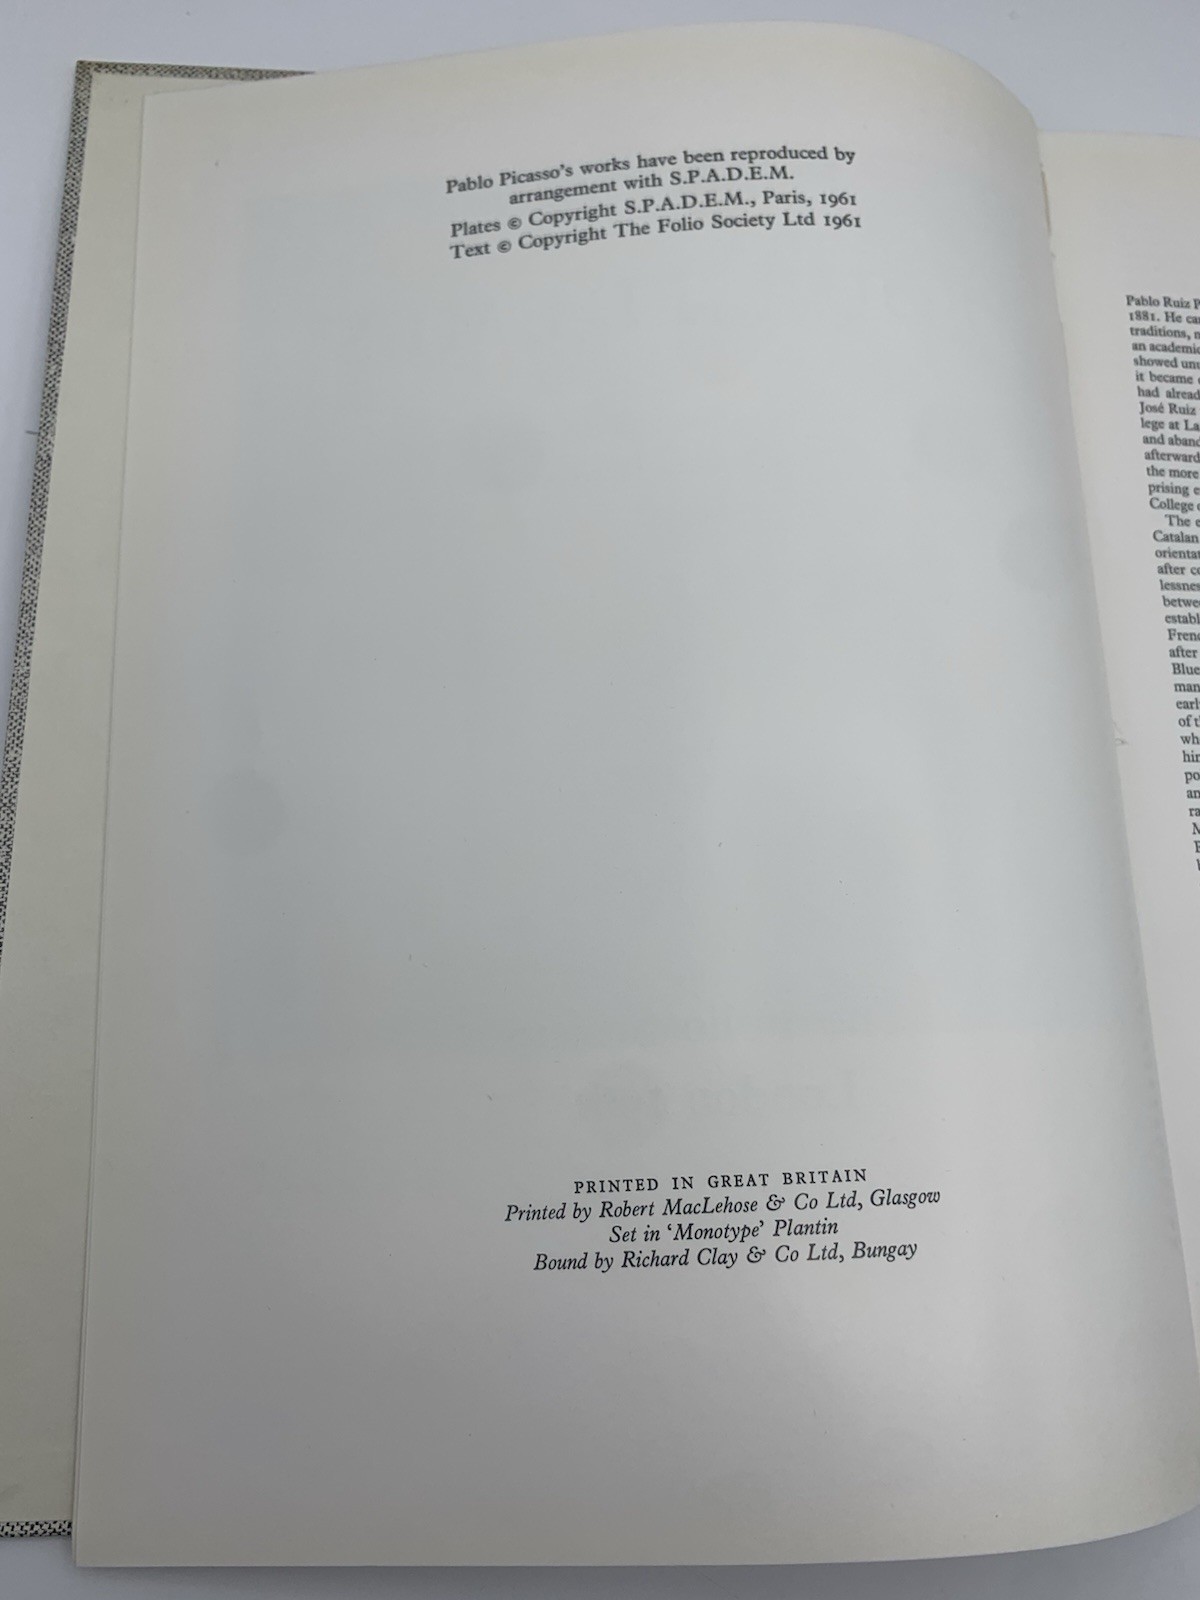 Pablo Picasso's works have been reproduced by
arrangement with S.P.A.D.E.M.
Plates © Copyright S.P.A.D.E.M., Paris, 1961
Text © Copyright The Folio Society Ltd 1961
PRINTED IN GREAT BRITAIN
Printed by Robert MacLehose & Co Ltd, Glasgow
Set in 'Monotype' Plantin
Bound by Richard Clay & Co Ltd, Bungay
Pablo Ruiz
1881. He
traditions,
an
showed
it became
had
José Ruiz
lege at La
and
afterward
the more
prising
College
The
Catalan
after
French
after
Blue
man
of